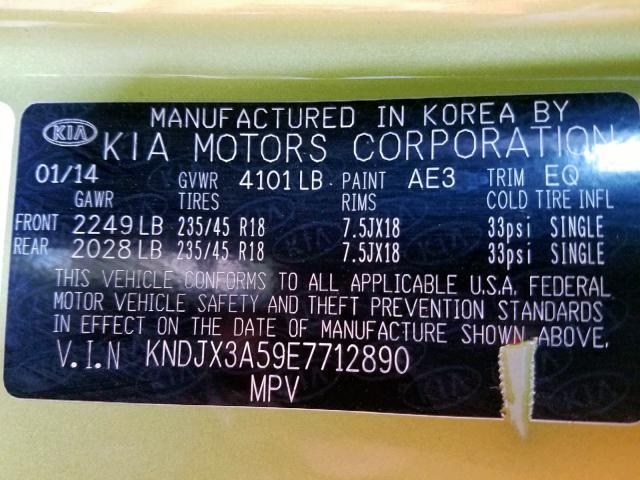 MANUFACTURED IN KOREA BY
KIA KIA MOTORS CORPORATION
01/14 GVWR 4101 LB PAINT AE3 TRIM EQ
GAWR TIRES RIMS COLD TIRE INFL
FRONT 2249 LB 235/45 R18 7.5JX18 33psi SINGLE
REAR 2028 LB 235/45 R18 7.5JX18 33psi SINGLE
THIS VEHICLE CONFORMS TO ALL APPLICABLE U.S.A. FEDERAL
MOTOR VEHICLE SAFETY AND THEFT PREVENTION STANDARDS
IN EFFECT ON THE DATE OF MANUFACTURE SHOWN ABOVE.
V.I.N KNDJX3A59E7712890
MPV